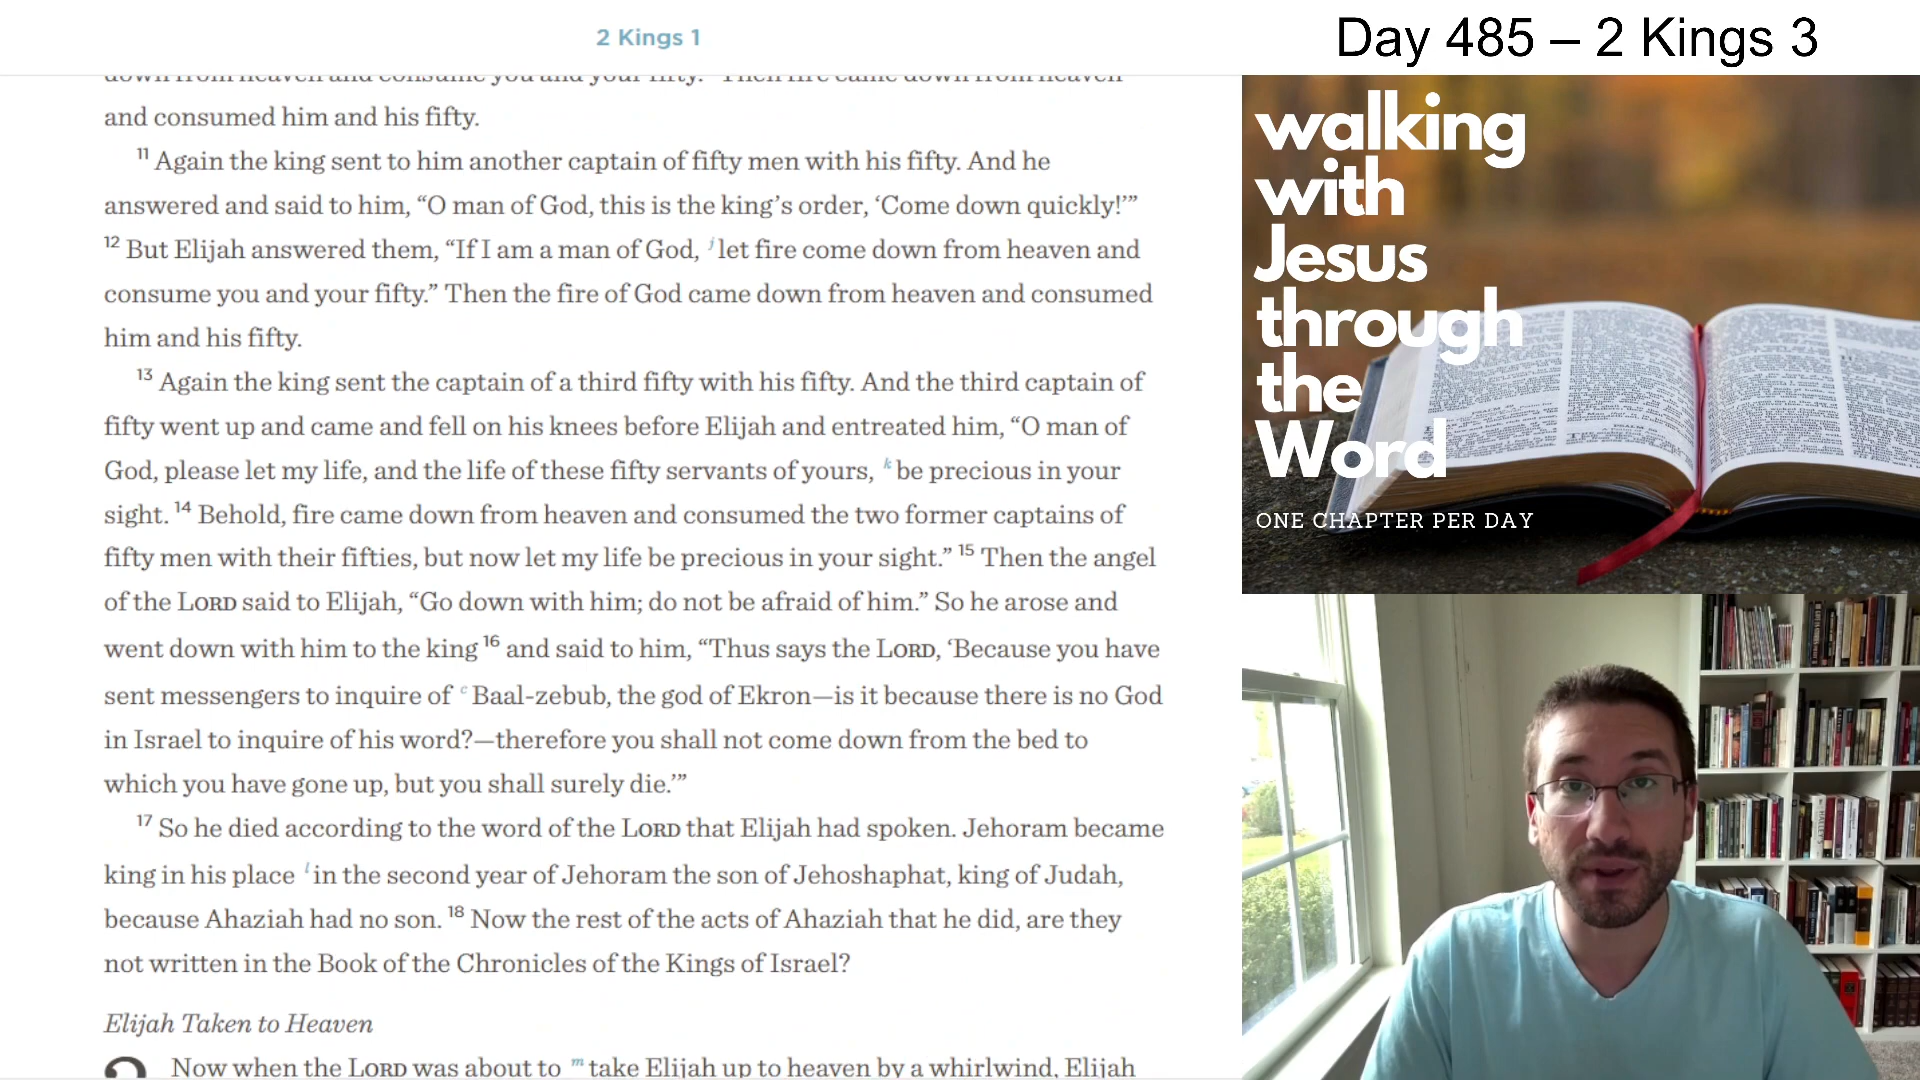 2 Kings 1
Day 485 – 2 Kings 3
down from heaven and consume you and your fifty.” Then fire came down from heaven
and consumed him and his fifty.
11 Again the king sent to him another captain of fifty men with his fifty. And he
answered and said to him, “O man of God, this is the king’s order, ‘Come down quickly!’”
12 But Elijah answered them, “If I am a man of God, j let fire come down from heaven and
consume you and your fifty.” Then the fire of God came down from heaven and consumed
him and his fifty.
13 Again the king sent the captain of a third fifty with his fifty. And the third captain of
fifty went up and came and fell on his knees before Elijah and entreated him, “O man of
God, please let my life, and the life of these fifty servants of yours, k be precious in your
sight. 14 Behold, fire came down from heaven and consumed the two former captains of
fifty men with their fifties, but now let my life be precious in your sight.” 15 Then the angel
of the LORD said to Elijah, “Go down with him; do not be afraid of him.” So he arose and
went down with him to the king 16 and said to him, “Thus says the LORD, ‘Because you have
sent messengers to inquire of c Baal-zebub, the god of Ekron—is it because there is no God
in Israel to inquire of his word?—therefore you shall not come down from the bed to
which you have gone up, but you shall surely die.’”
17 So he died according to the word of the LORD that Elijah had spoken. Jehoram became
king in his place l in the second year of Jehoram the son of Jehoshaphat, king of Judah,
because Ahaziah had no son. 18 Now the rest of the acts of Ahaziah that he did, are they
not written in the Book of the Chronicles of the Kings of Israel?
Elijah Taken to Heaven
2 Now when the LORD was about to m take Elijah up to heaven by a whirlwind, Elijah
walking
with
Jesus
through
the
Word
ONE CHAPTER PER DAY